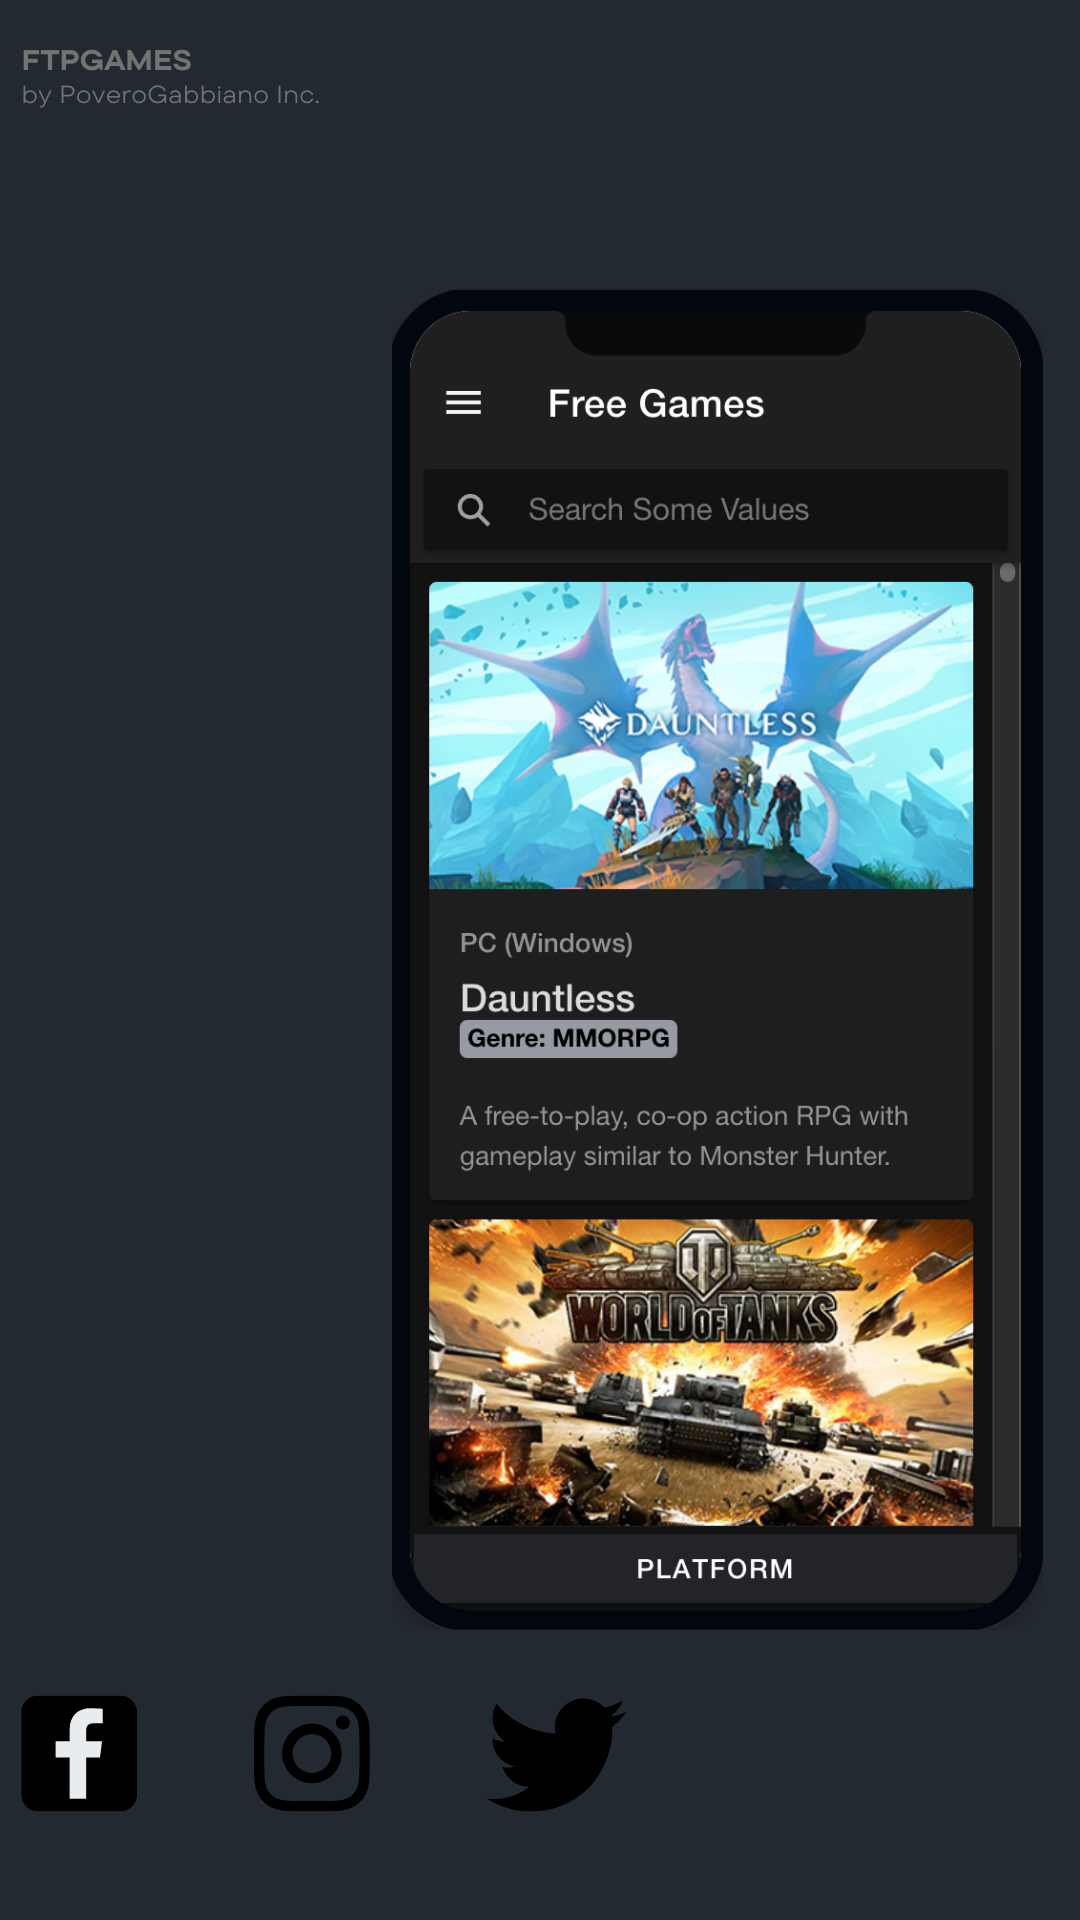 FTPGAMES
by PoveroGabbiano Inc.
Free Games
Search Some Values
DAUNTLESS
PC (Windows)
Dauntless
Genre: MMORPG
A free-to-play, co-op action RPG with
gameplay similar to Monster Hunter.
WORLD OF TANKS
PLATFORM